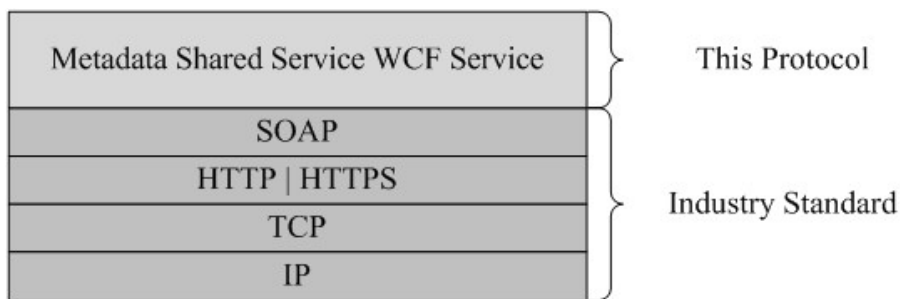 Metadata Shared Service WCF Service
This Protocol
SOAP
HTTP | HTTPS
TCP
IP
Industry Standard